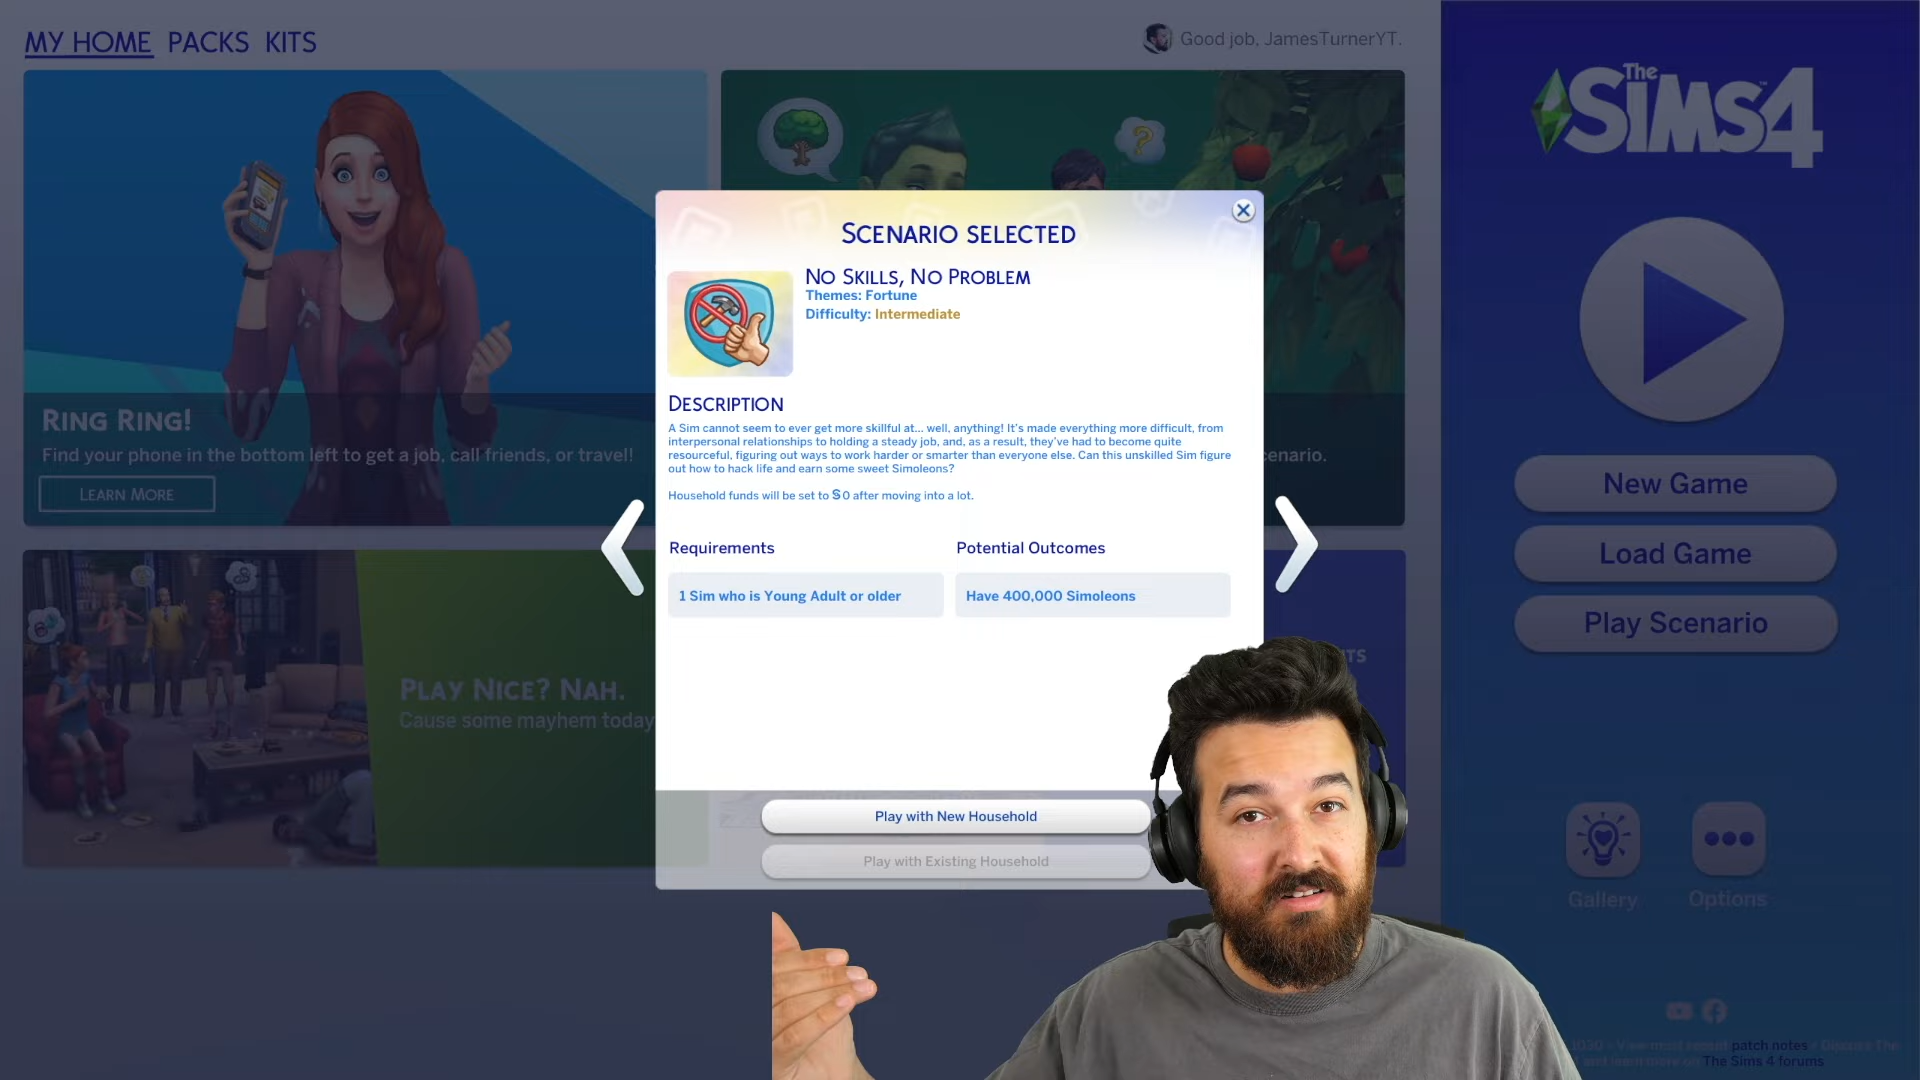 MY HOME PACKS KITS
Good job, JamesTurnerYT.
The SiMS 4
RING RING!
Find your phone in the bottom left to get a job, call friends, or travel!
LEARN MORE
PLAY NICE? NAH.
Cause some mayhem today
SCENARIO SELECTED
NO SKILLS, NO PROBLEM
Themes: Fortune
Difficulty: Intermediate
DESCRIPTION
A Sim cannot seem to ever get more skillful at... well, anything! It's made everything more difficult, from
interpersonal relationships to holding a steady job, and, as a result, they've had to become quite
resourceful, figuring out ways to work harder or smarter than everyone else. Can this unskilled Sim figure
out how to hack life and earn some sweet Simoleons?
Household funds will be set to §0 after moving into a lot.
Requirements
Potential Outcomes
1 Sim who is Young Adult or older
Have 400,000 Simoleons
Play with New Household
Play with Existing Household
New Game
Load Game
Play Scenario
Gallery
Options
patch notes
The Sims 4 forums